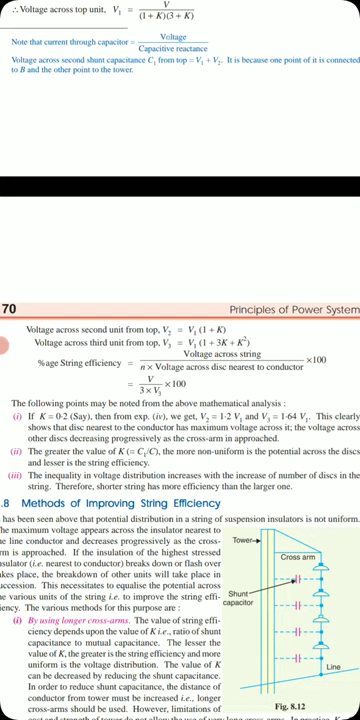 ∴ Voltage across top unit, V₁ = V / (1 + K)(3 + K)
Note that current through capacitor = Voltage / Capacitive reactance
Voltage across second shunt capacitance C₁ from top = V₁ + V₂. It is because one point of it is connected
to B and the other point to the tower.
70 Principles of Power System
Voltage across second unit from top, V₂ = V₁ (1 + K)
Voltage across third unit from top, V₃ = V₁ (1 + 3K + K²)
%age String efficiency = Voltage across string / n × Voltage across disc nearest to conductor ×100
= V / 3 × V₃ ×100
The following points may be noted from the above mathematical analysis :
(i) If K = 0·2 (Say), then from exp. (iv), we get, V₂ = 1·2 V₁ and V₃ = 1·64 V₁. This clearly
shows that disc nearest to the conductor has maximum voltage across it; the voltage across
other discs decreasing progressively as the cross-arm in approached.
(ii) The greater the value of K (= C₁/C), the more non-uniform is the potential across the discs
and lesser is the string efficiency.
(iii) The inequality in voltage distribution increases with the increase of number of discs in the
string. Therefore, shorter string has more efficiency than the larger one.
.8 Methods of Improving String Efficiency
t has been seen above that potential distribution in a string of suspension insulators is not uniform.
he maximum voltage appears across the insulator nearest to
he line conductor and decreases progressively as the cross-
rm is approached. If the insulation of the highest stressed
nsulator (i.e. nearest to conductor) breaks down or flash over
akes place, the breakdown of other units will take place in
uccession. This necessitates to equalise the potential across
he various units of the string i.e. to improve the string effi-
iency. The various methods for this purpose are :
(i) By using longer cross-arms. The value of string effi-
ciency depends upon the value of K i.e., ratio of shunt
capacitance to mutual capacitance. The lesser the
value of K, the greater is the string efficiency and more
uniform is the voltage distribution. The value of K
can be decreased by reducing the shunt capacitance.
In order to reduce shunt capacitance, the distance of
conductor from tower must be increased i.e., longer
cross-arms should be used. However, limitations of
cost and strength of tower do not allow the use of very long cross-arms. In practice, K
Tower
Cross arm
Shunt
capacitor
Line
Fig. 8.12